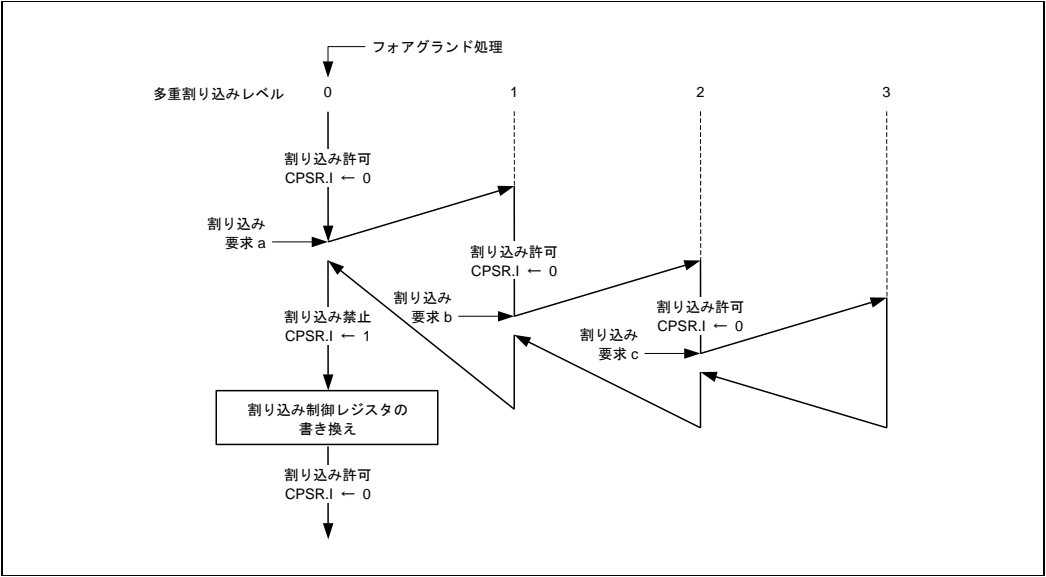 フォアグランド処理
多重割り込みレベル 0 1 2 3
割り込み許可
CPSR.I ← 0
割り込み
要求 a
割り込み許可
CPSR.I ← 0
割り込み
要求 b
割り込み許可
CPSR.I ← 0
割り込み
要求 c
割り込み禁止
CPSR.I ← 1
割り込み制御レジスタの
書き換え
割り込み許可
CPSR.I ← 0